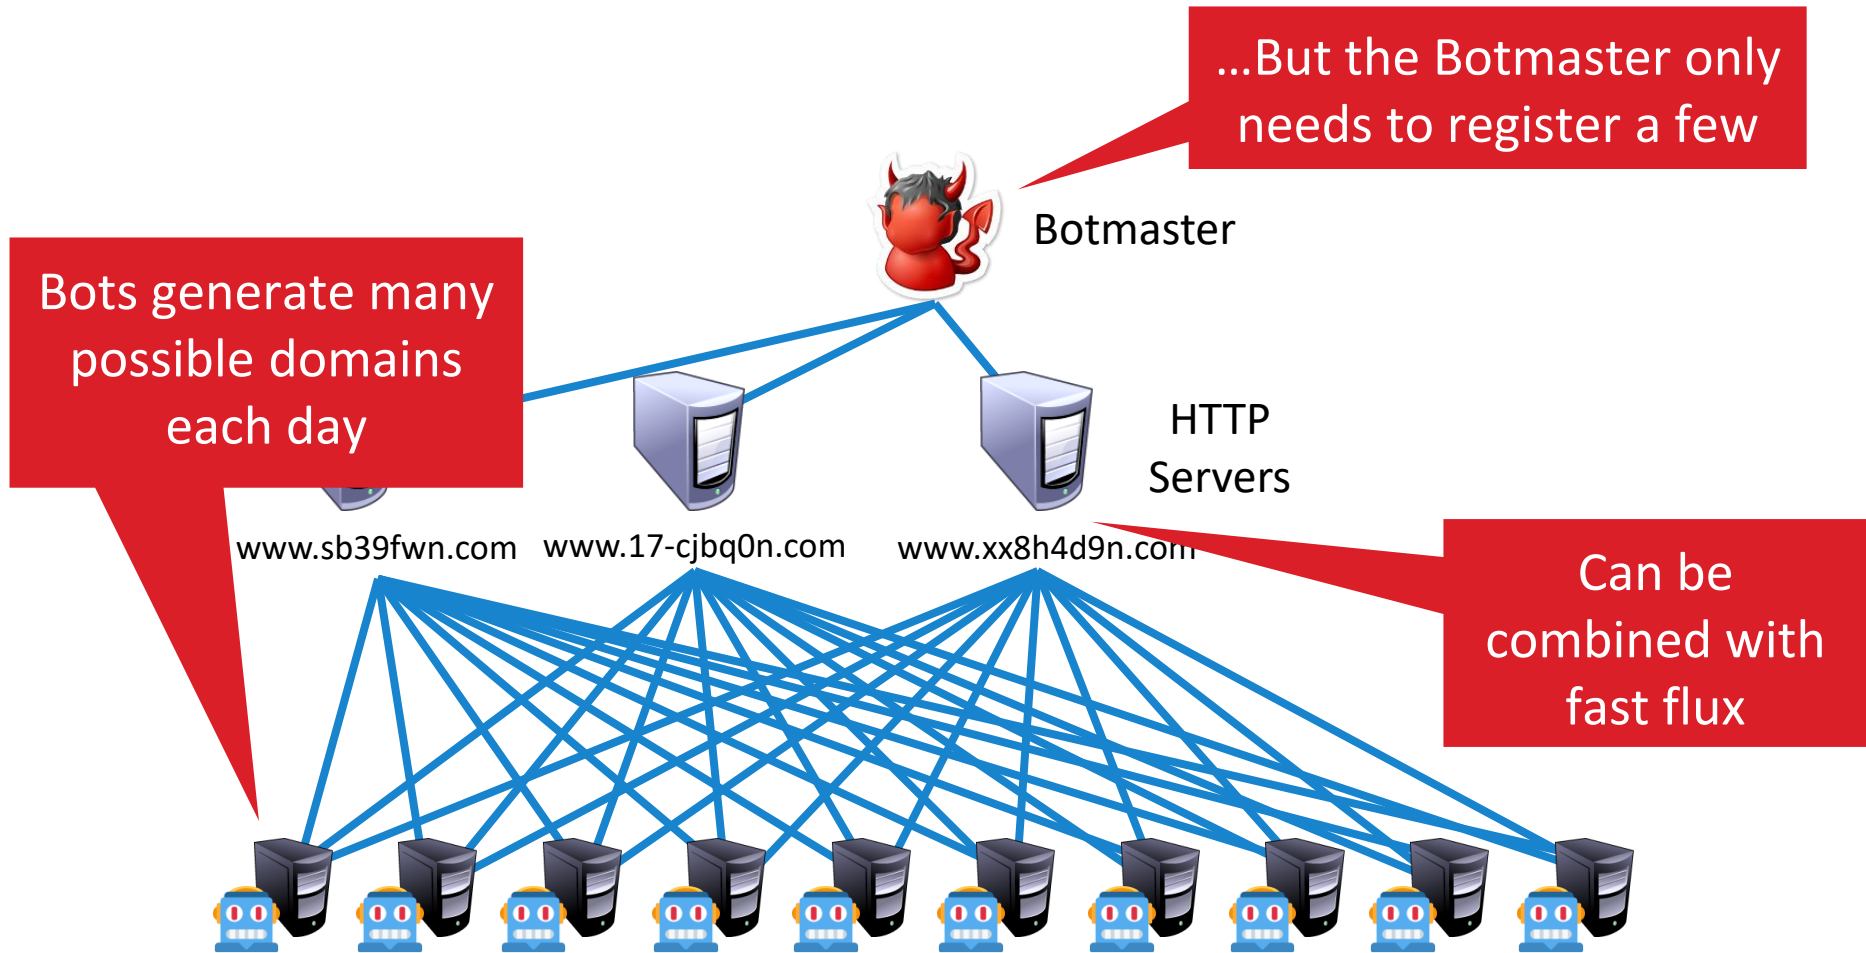 …But the Botmaster only
needs to register a few
Botmaster
Bots generate many
possible domains
each day
HTTP
Servers
www.sb39fwn.com
www.17-cjbq0n.com
www.xx8h4d9n.com
Can be
combined with
fast flux